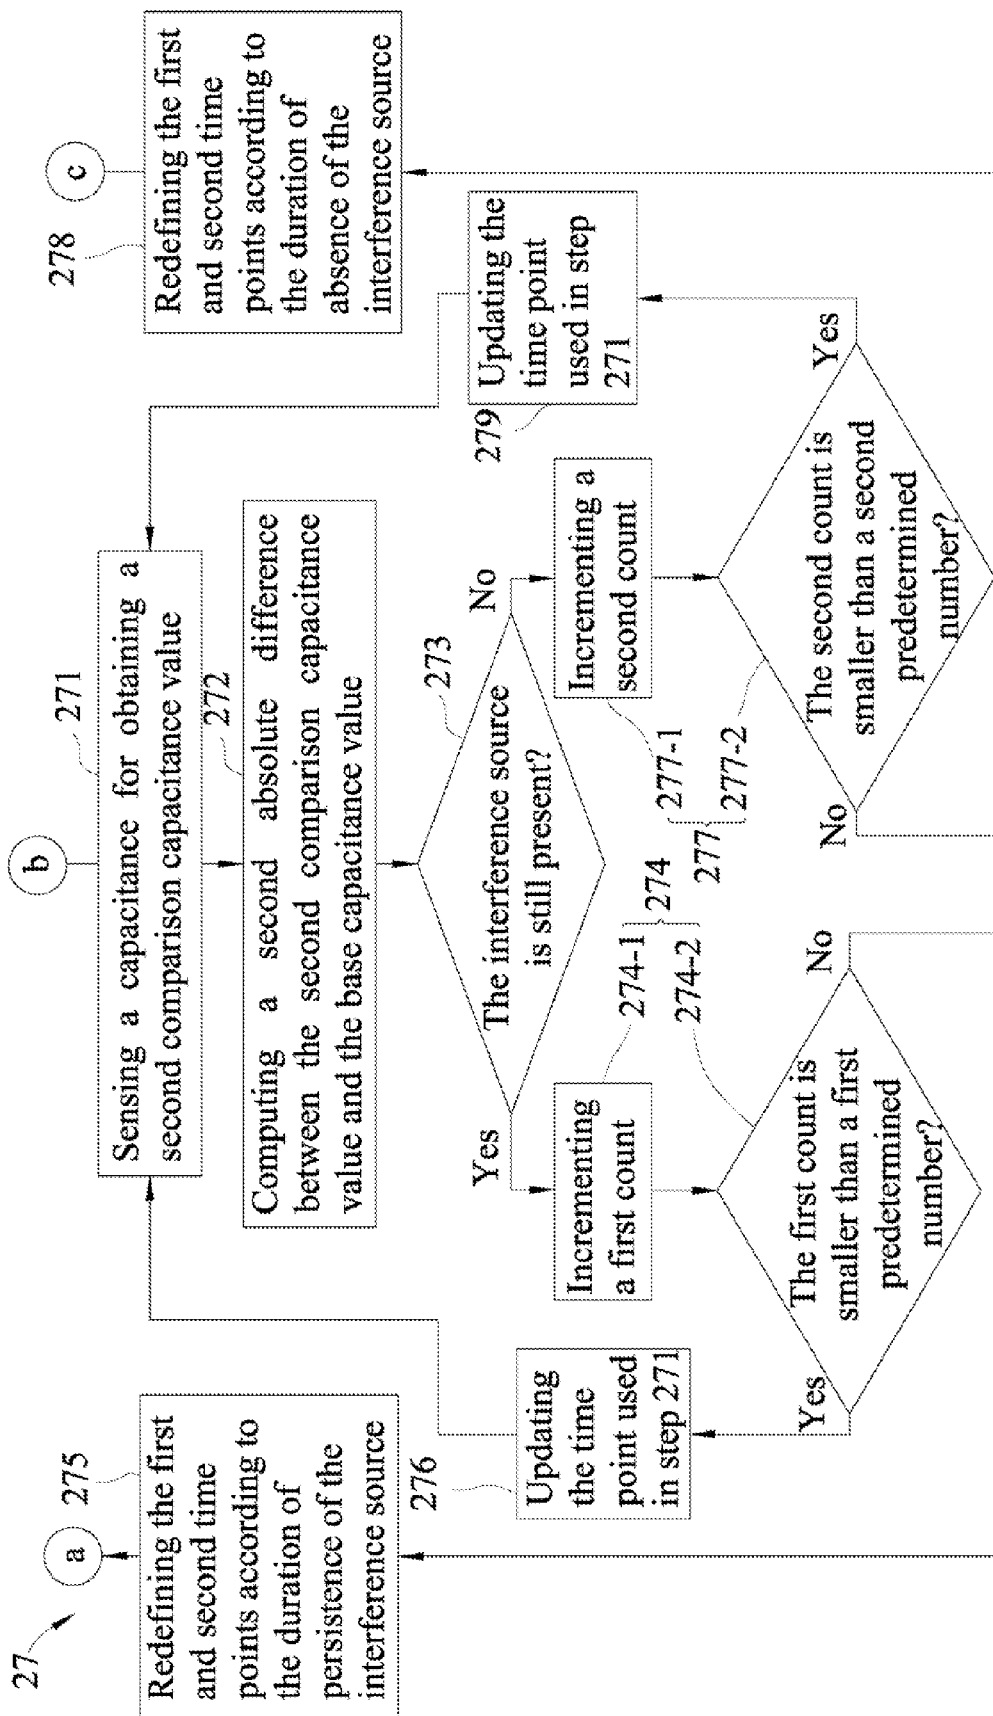 27
a
b
c
275
Redefining the first
and second time
points according to
the duration of
persistence of the
interference source
271
Sensing a capacitance for obtaining a
second comparison capacitance value
278
Redefining the first
and second time
points according to
the duration of
absence of the
interference source
272
Computing a second absolute difference
between the second comparison capacitance
value and the base capacitance value
276
Updating
the time
point used
in step 271
273
The interference source
is still present?
Yes
No
279
Updating the
time point
used in step
271
Incrementing
a first count
274-1
274
274-2
Incrementing a
second count
277-1
277
277-2
The first count is
smaller than a first
predetermined
number?
Yes
No
The second count is
smaller than a second
predetermined
number?
No
Yes